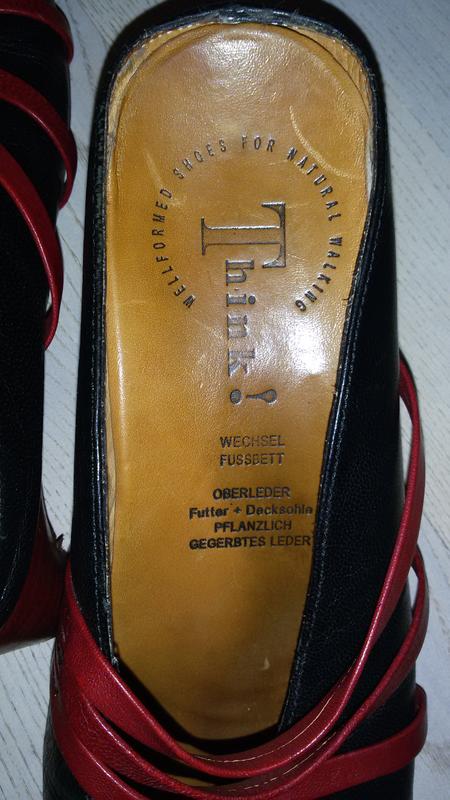 WELLFORMED SHOES FOR NATURAL WALKING
Think!
WECHSEL
FUSSBETT
OBERLEDER
Futter + Decksohle
PFLANZLICH
GEGERBTES LEDER